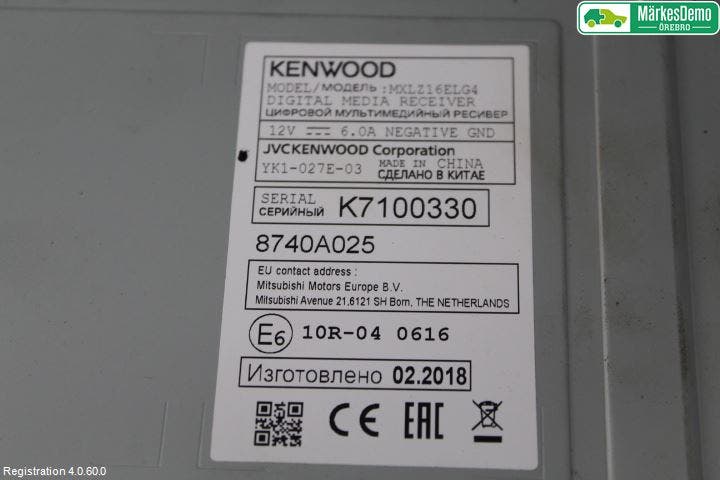 MärkesDemo
ÖREBRO
KENWOOD
MODEL/МОДЕЛЬ :MXLZ16ELG4
DIGITAL MEDIA RECEIVER
ЦИФРОВОЙ МУЛЬТИМЕДИЙНЫЙ РЕСИВЕР
12V 6.0A NEGATIVE GND
JVCKENWOOD Corporation
YK1-027E-03 MADE IN CHINA
СДЕЛАНО В КИТАЕ
SERIAL
СЕРИЙНЫЙ K7100330
8740A025
EU contact address :
Mitsubishi Motors Europe B.V.
Mitsubishi Avenue 21,6121 SH Born, THE NETHERLANDS
E6 10R-04 0616
Изготовлено 02.2018
CE EAC
Registration 4.0.60.0